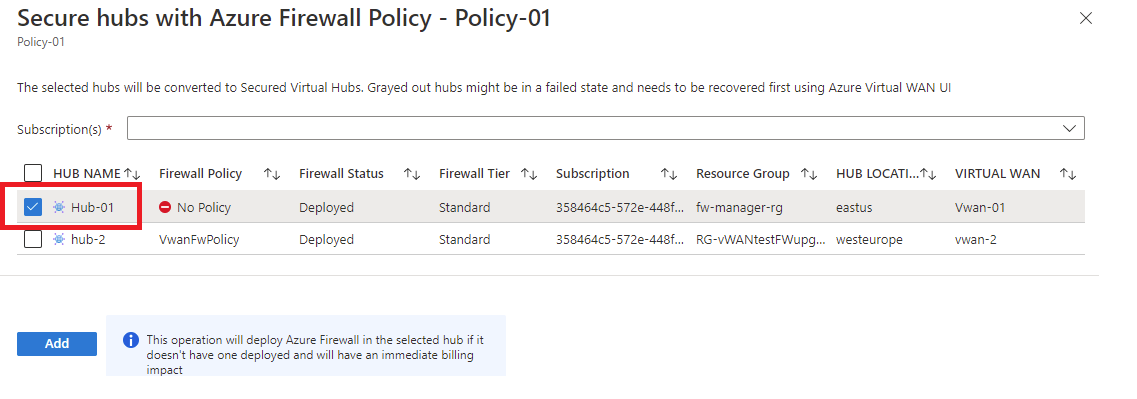 Secure hubs with Azure Firewall Policy - Policy-01
Policy-01
The selected hubs will be converted to Secured Virtual Hubs. Grayed out hubs might be in a failed state and needs to be recovered first using Azure Virtual WAN UI
Subscription(s) *
HUB NAME Firewall Policy Firewall Status Firewall Tier Subscription Resource Group HUB LOCATI... VIRTUAL WAN
Hub-01 No Policy Deployed Standard 358464c5-572e-448f... fw-manager-rg eastus Vwan-01
hub-2 VwanFwPolicy Deployed Standard 358464c5-572e-448f... RG-vWANtestFWupg... westeurope vwan-2
Add
This operation will deploy Azure Firewall in the selected hub if it
doesn't have one deployed and will have an immediate billing
impact